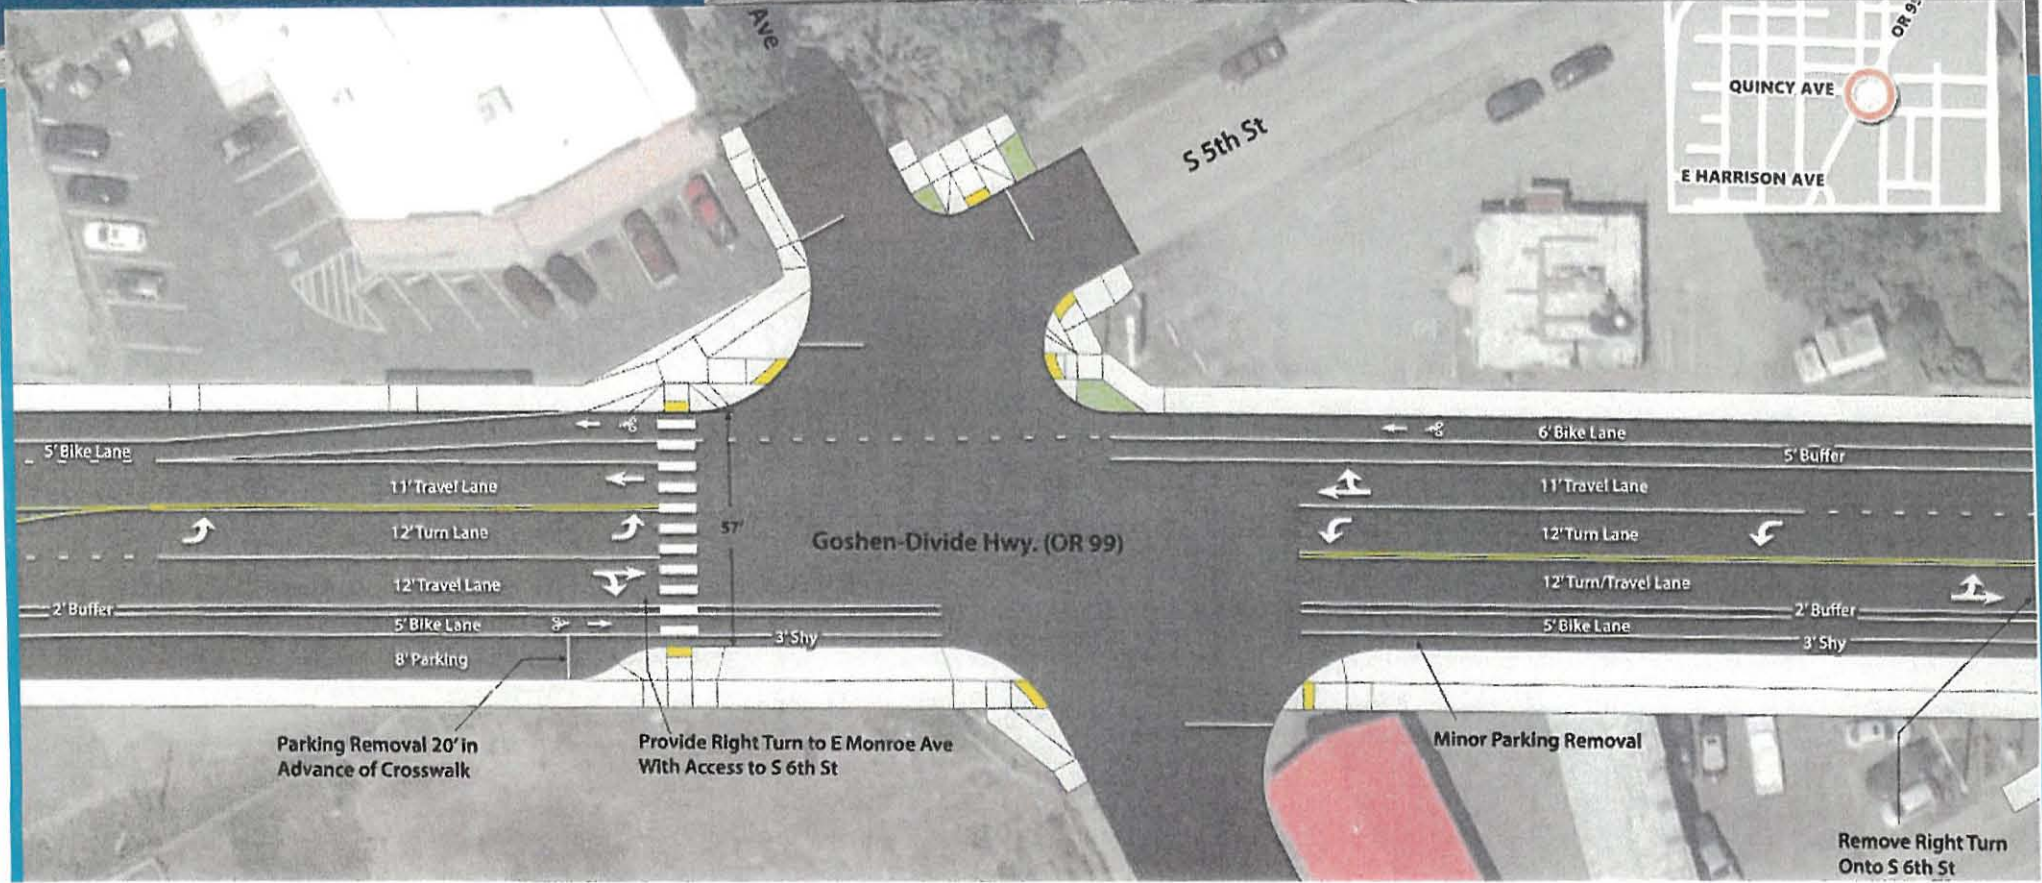 Ave
S 5th St
OR 99
QUINCY AVE
E HARRISON AVE
5' Bike Lane
11' Travel Lane
12' Turn Lane
12' Travel Lane
2' Buffer
5' Bike Lane
8' Parking
57'
3' Shy
Goshen-Divide Hwy. (OR 99)
6' Bike Lane
5' Buffer
11' Travel Lane
12' Turn Lane
12' Turn/Travel Lane
2' Buffer
5' Bike Lane
3' Shy
Parking Removal 20' in
Advance of Crosswalk
Provide Right Turn to E Monroe Ave
With Access to S 6th St
Minor Parking Removal
Remove Right Turn
Onto S 6th St